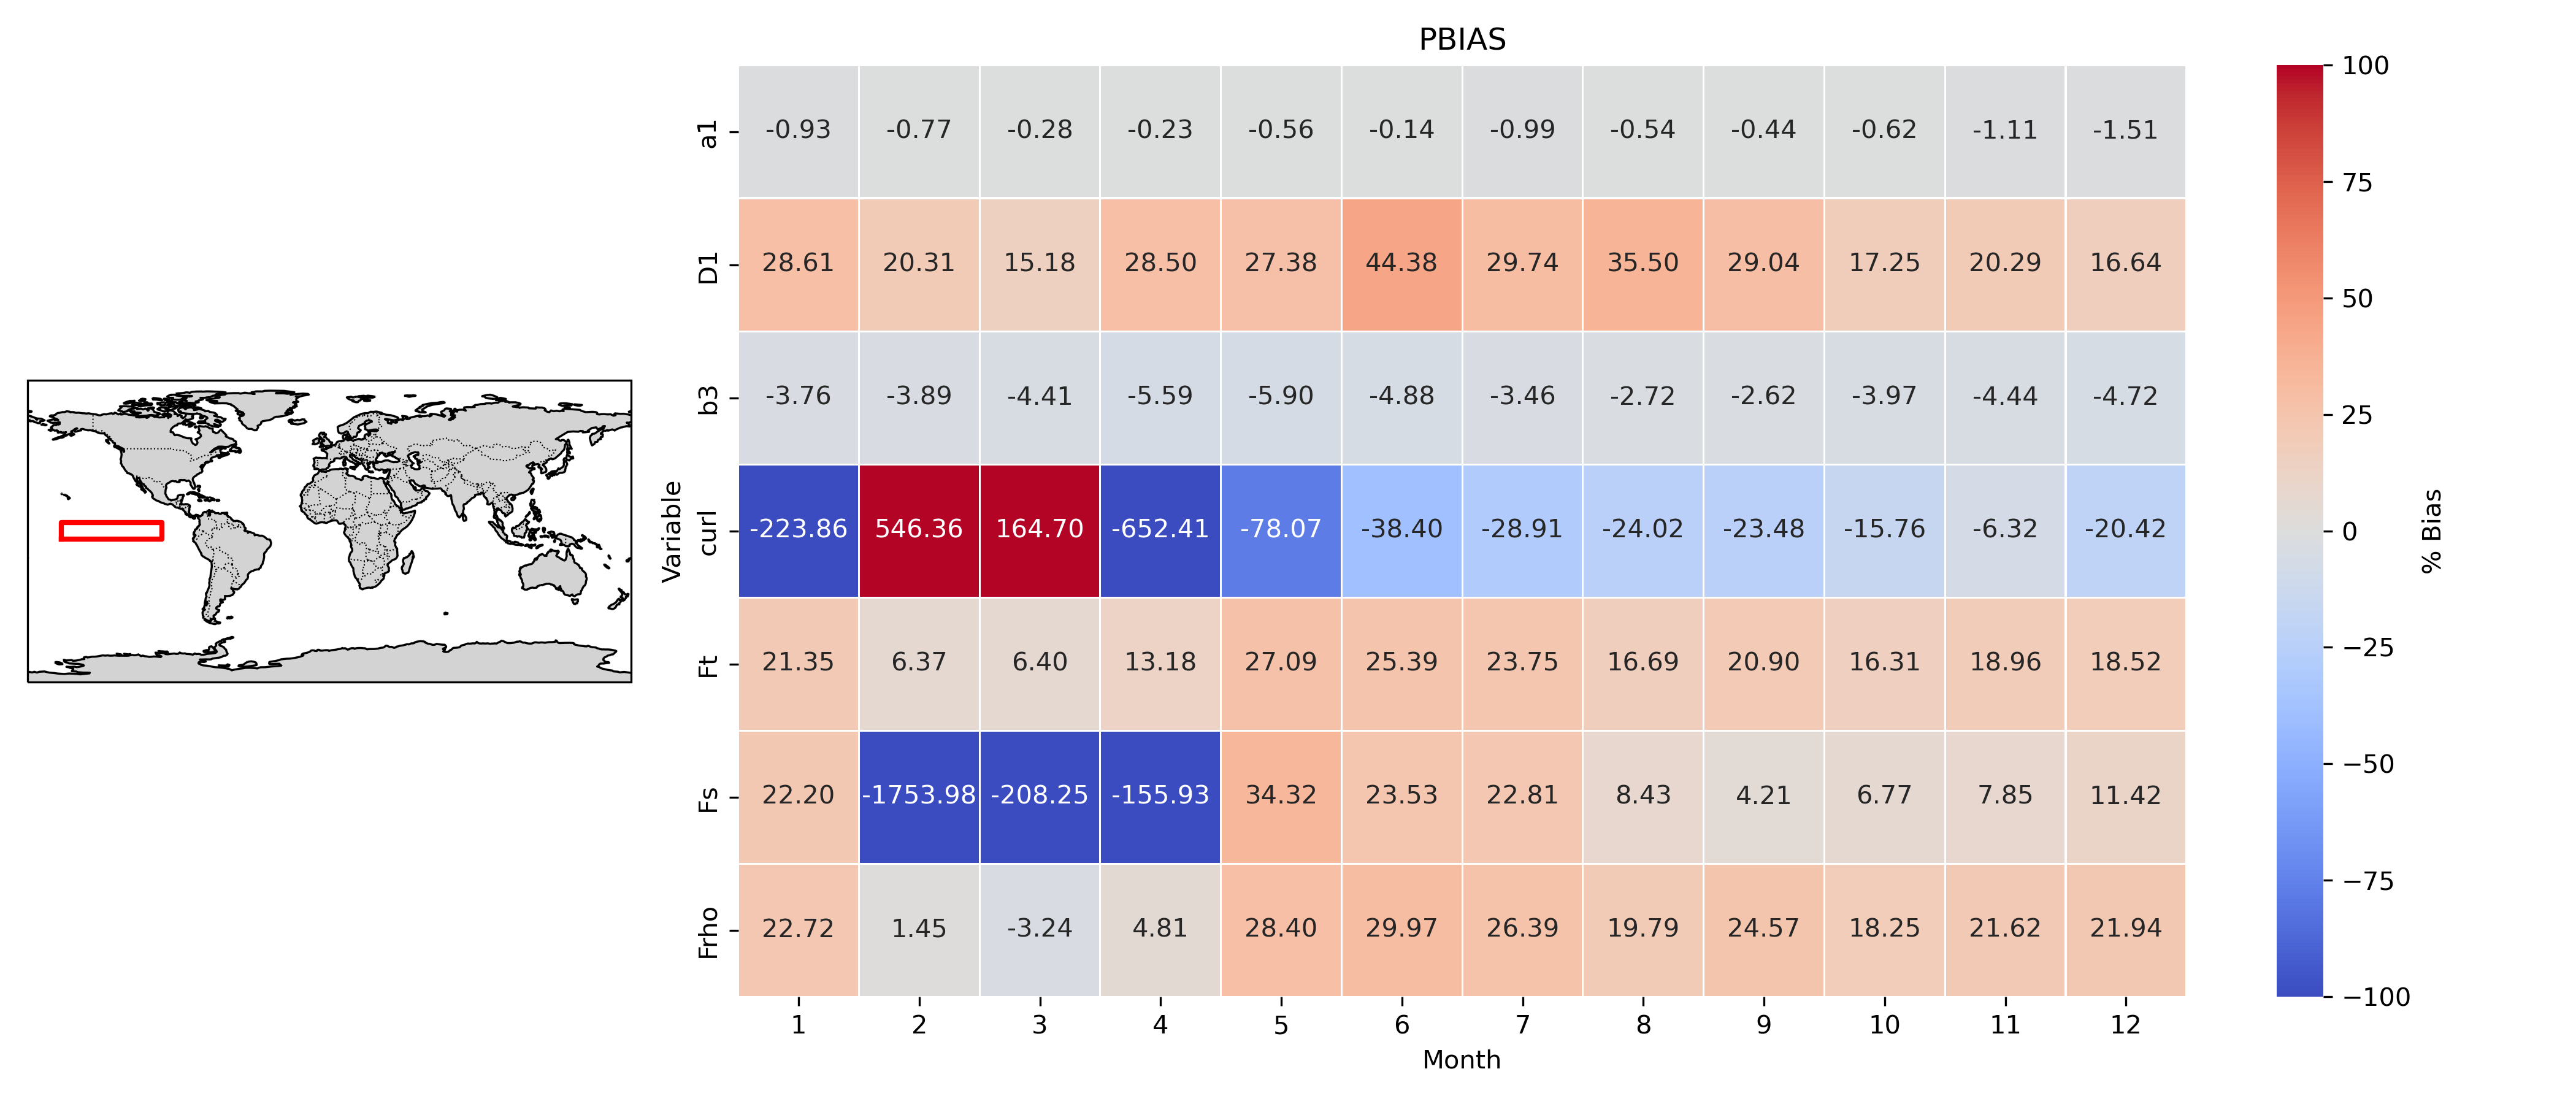 PBIAS
a1 -0.93 -0.77 -0.28 -0.23 -0.56 -0.14 -0.99 -0.54 -0.44 -0.62 -1.11 -1.51
D1 28.61 20.31 15.18 28.50 27.38 44.38 29.74 35.50 29.04 17.25 20.29 16.64
b3 -3.76 -3.89 -4.41 -5.59 -5.90 -4.88 -3.46 -2.72 -2.62 -3.97 -4.44 -4.72
curl -223.86 546.36 164.70 -652.41 -78.07 -38.40 -28.91 -24.02 -23.48 -15.76 -6.32 -20.42
Ft 21.35 6.37 6.40 13.18 27.09 25.39 23.75 16.69 20.90 16.31 18.96 18.52
Fs 22.20 -1753.98 -208.25 -155.93 34.32 23.53 22.81 8.43 4.21 6.77 7.85 11.42
Frho 22.72 1.45 -3.24 4.81 28.40 29.97 26.39 19.79 24.57 18.25 21.62 21.94
1 2 3 4 5 6 7 8 9 10 11 12
Month
Variable
100
75
50
25
0
−25
−50
−75
−100
% Bias